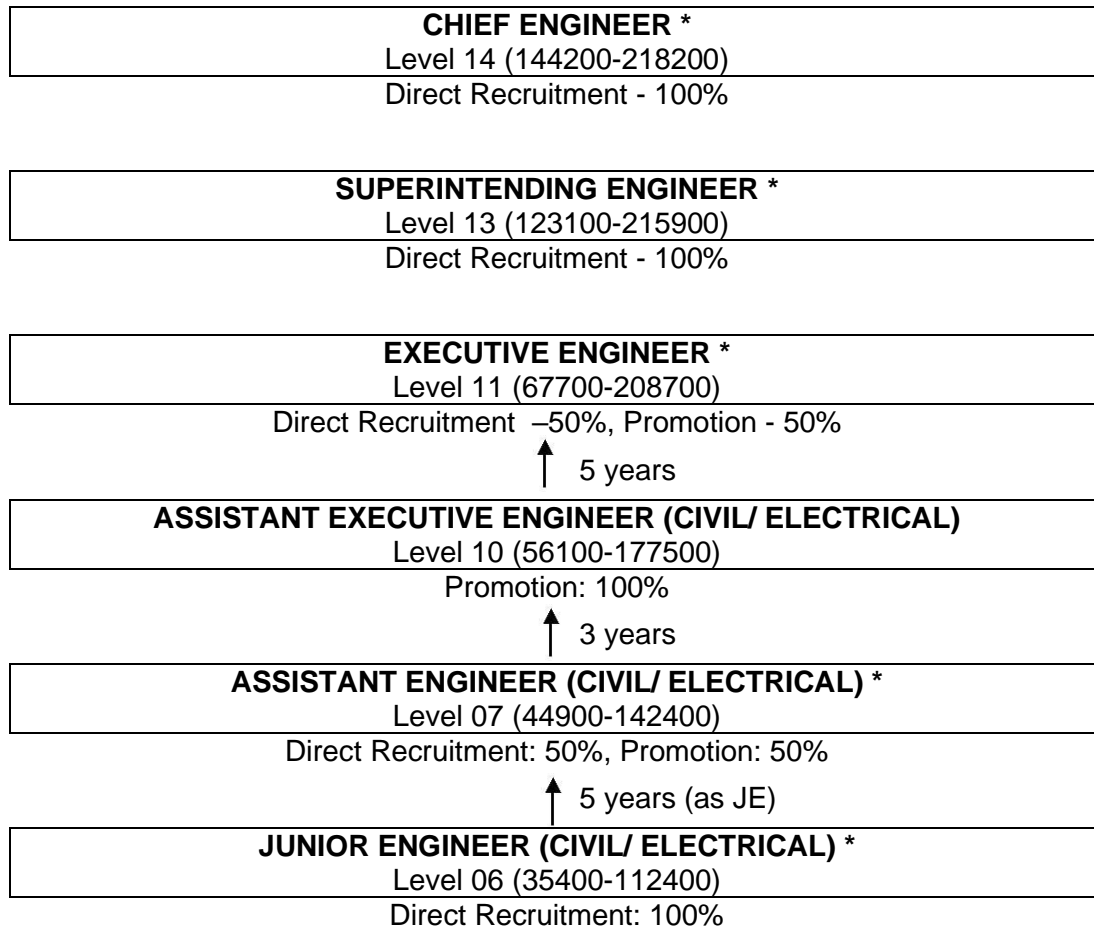 CHIEF ENGINEER *
Level 14 (144200-218200)
Direct Recruitment - 100%
SUPERINTENDING ENGINEER *
Level 13 (123100-215900)
Direct Recruitment - 100%
EXECUTIVE ENGINEER *
Level 11 (67700-208700)
Direct Recruitment –50%, Promotion - 50%
5 years
ASSISTANT EXECUTIVE ENGINEER (CIVIL/ ELECTRICAL)
Level 10 (56100-177500)
Promotion: 100%
3 years
ASSISTANT ENGINEER (CIVIL/ ELECTRICAL) *
Level 07 (44900-142400)
Direct Recruitment: 50%, Promotion: 50%
5 years (as JE)
JUNIOR ENGINEER (CIVIL/ ELECTRICAL) *
Level 06 (35400-112400)
Direct Recruitment: 100%